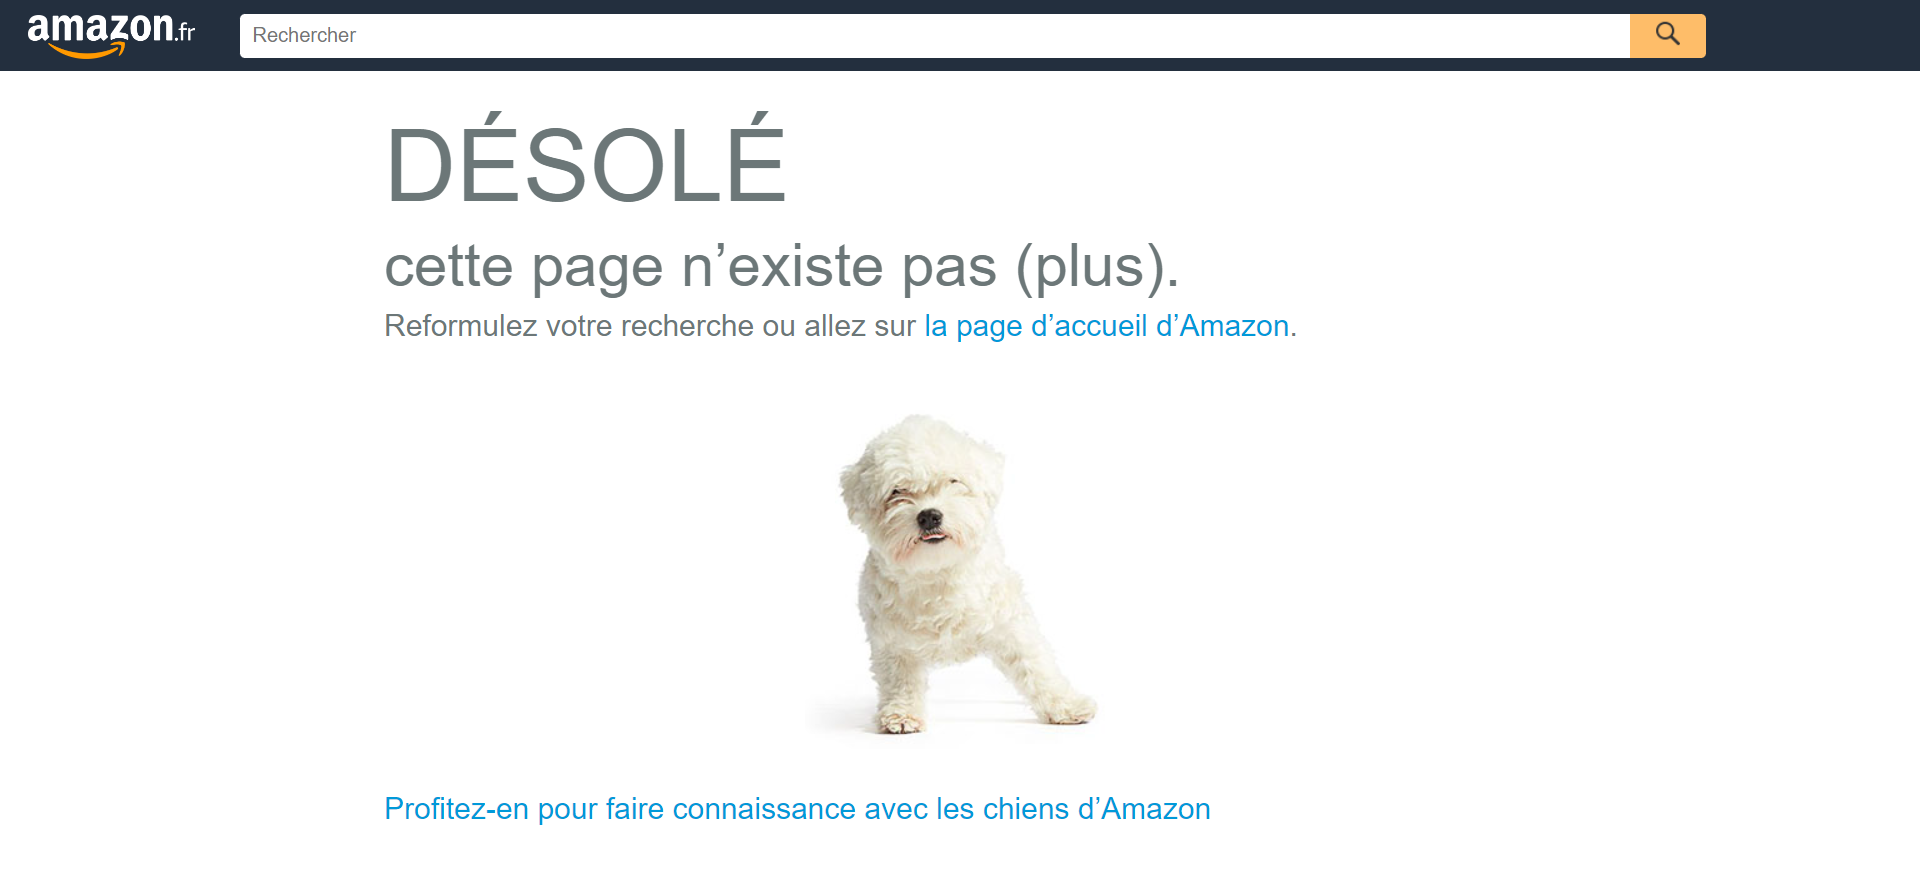 amazon.fr
Rechercher
DÉSOLÉ
cette page n’existe pas (plus).
Reformulez votre recherche ou allez sur la page d’accueil d’Amazon.
Profitez-en pour faire connaissance avec les chiens d’Amazon